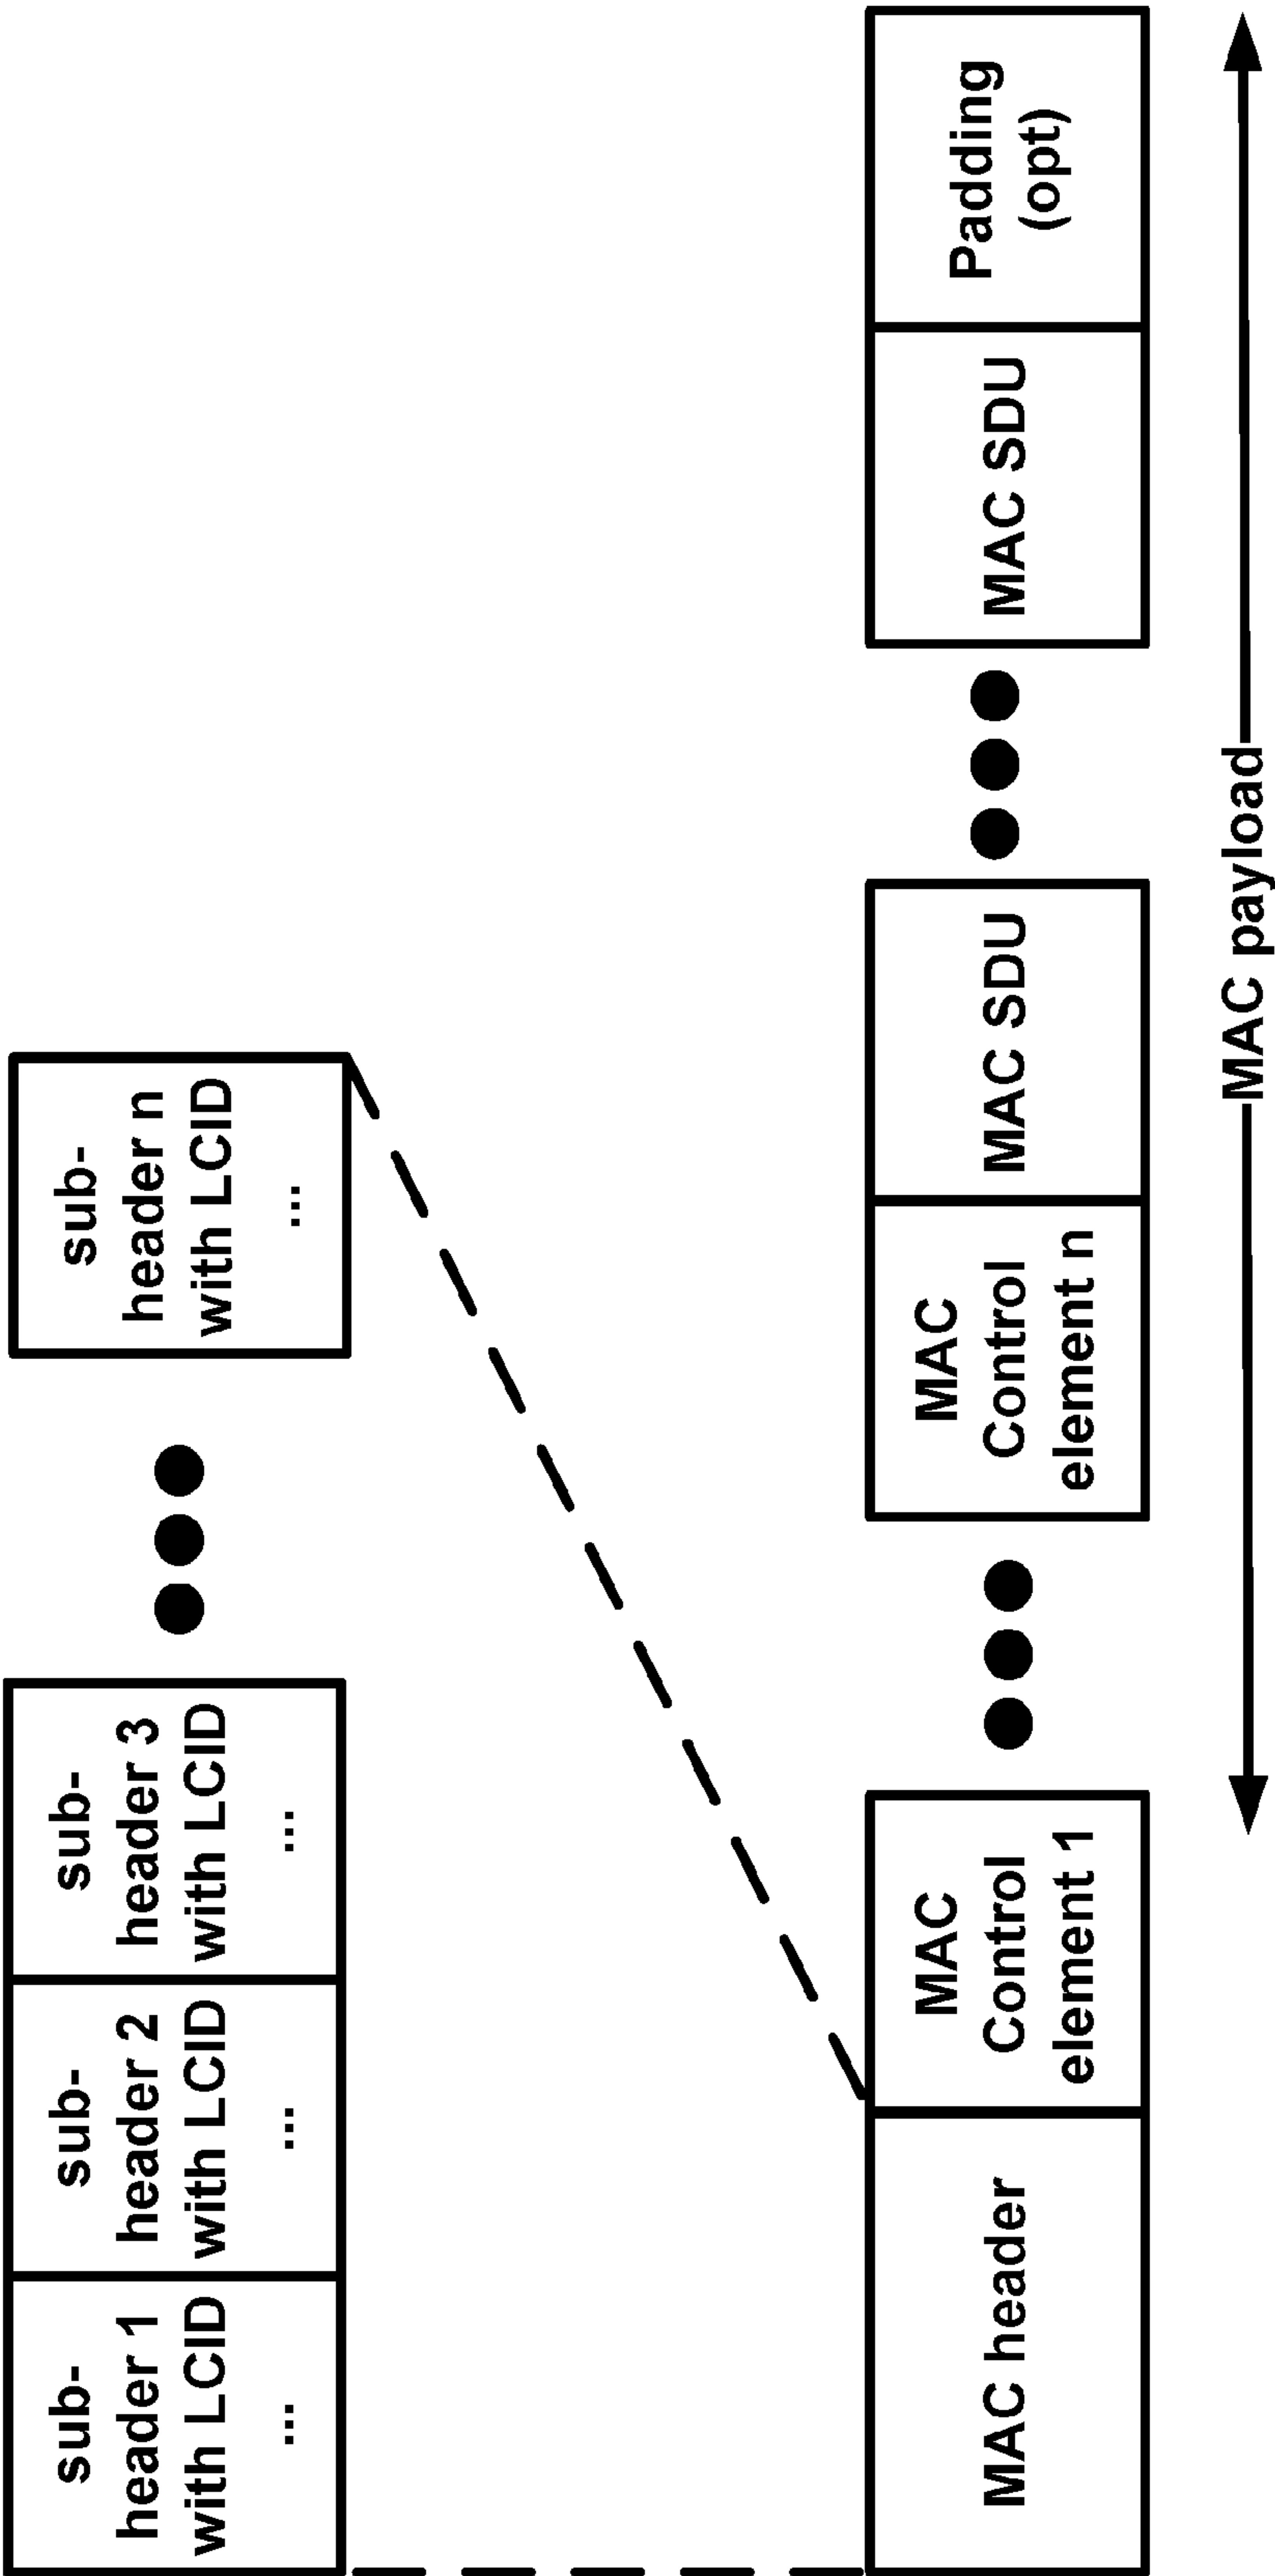 sub-
header 1
with LCID
...
sub-
header 2
with LCID
...
sub-
header 3
with LCID
...
sub-
header n
with LCID
...
MAC header
MAC
Control
element 1
MAC
Control
element n
MAC SDU
MAC SDU
Padding
(opt)
MAC payload